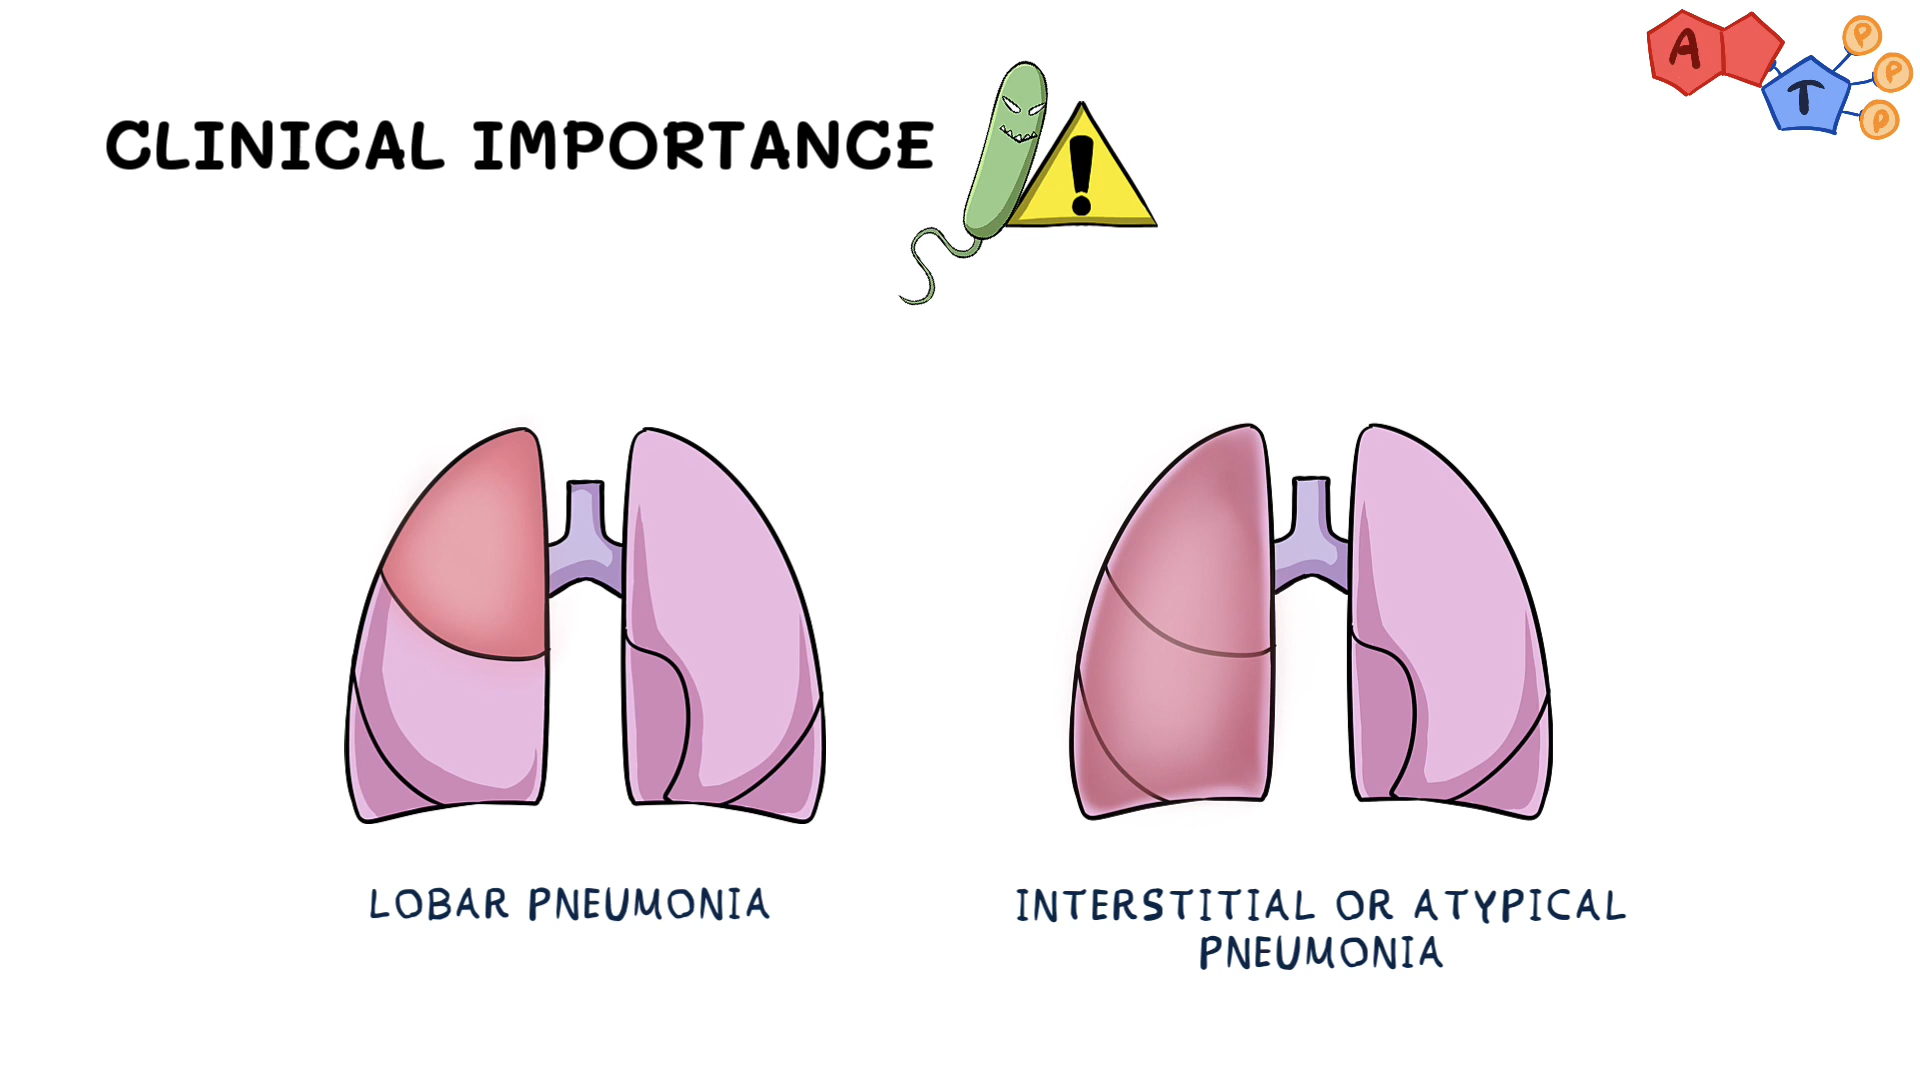 CLINICAL IMPORTANCE
!
A
T
P
P
P
LOBAR PNEUMONIA
INTERSTITIAL OR ATYPICAL
PNEUMONIA